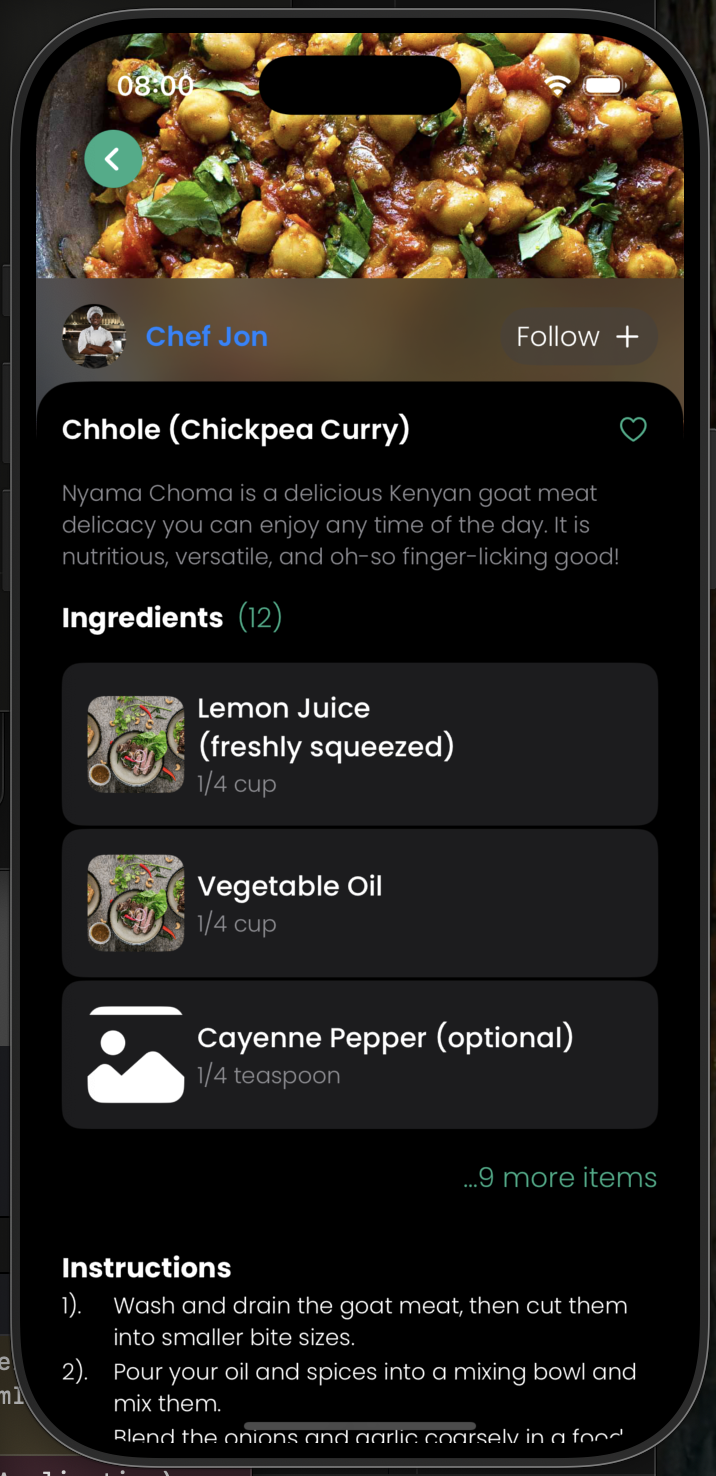 08:00
Chef Jon
Follow +
Chhole (Chickpea Curry)
Nyama Choma is a delicious Kenyan goat meat
delicacy you can enjoy any time of the day. It is
nutritious, versatile, and oh-so finger-licking good!
Ingredients (12)
Lemon Juice
(freshly squeezed)
1/4 cup
Vegetable Oil
1/4 cup
Cayenne Pepper (optional)
1/4 teaspoon
...9 more items
Instructions
1). Wash and drain the goat meat, then cut them
into smaller bite sizes.
2). Pour your oil and spices into a mixing bowl and
mix them.
Blend the onions and garlic coarsely in a food